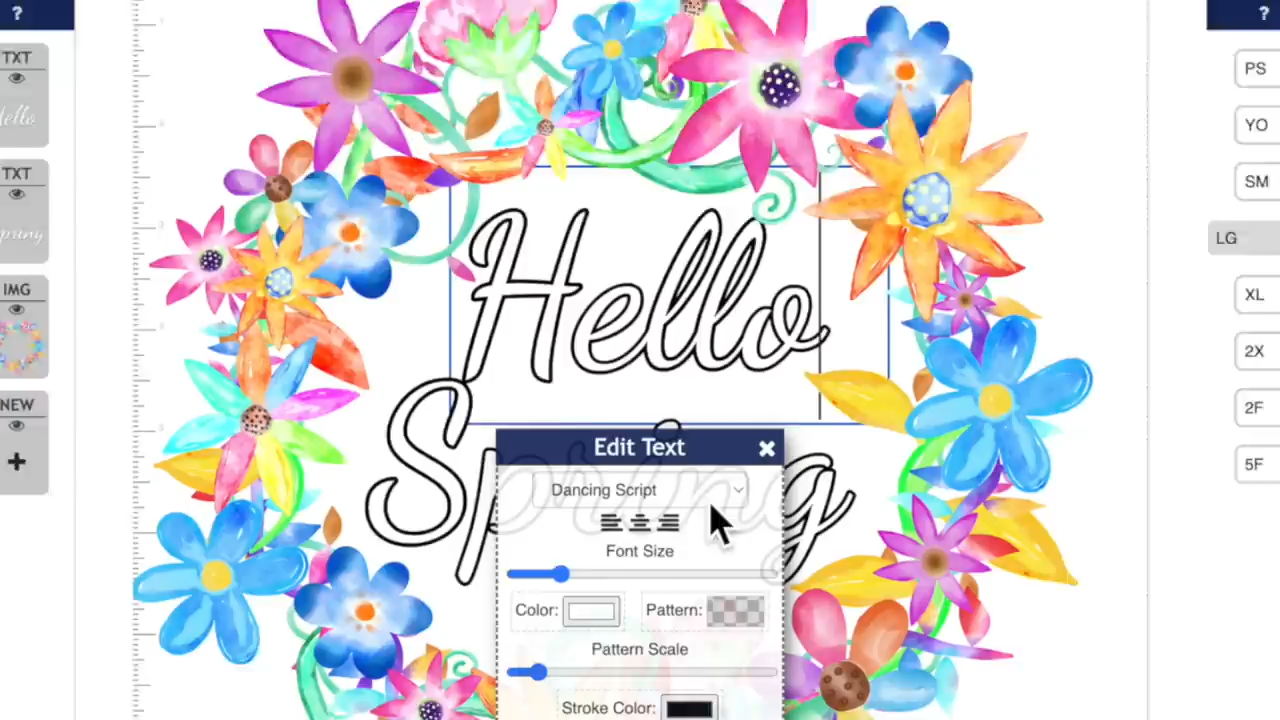 ?
?
TXT
TXT
IMG
NEW
+
PS
YO
SM
LG
XL
2X
2F
5F
Hello
Spring
Edit Text
Dancing Script
Font Size
Color:
Pattern:
Pattern Scale
Stroke Color: